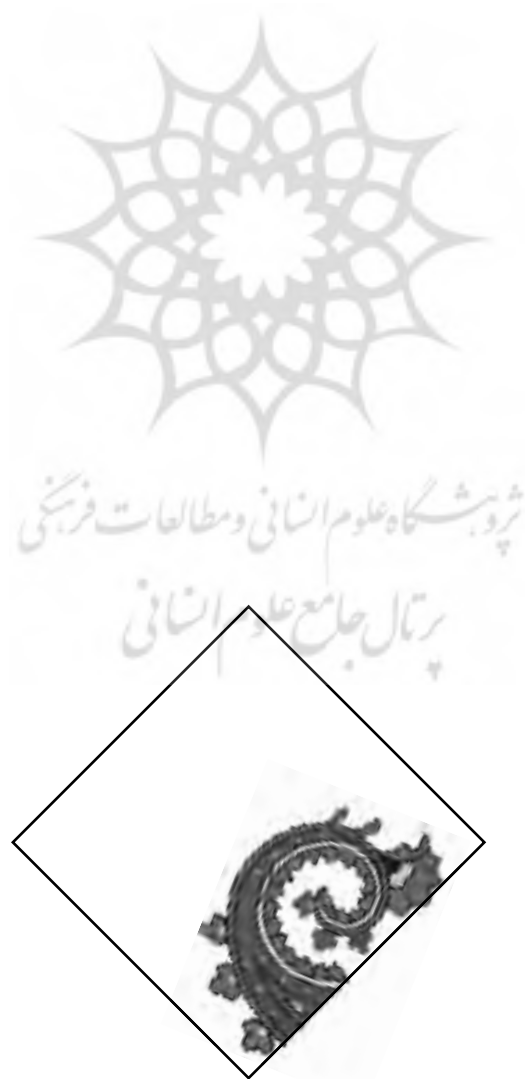 پژوهشگاه علوم انسانی و مطالعات فرهنگی
پرتال جامع علوم انسانی